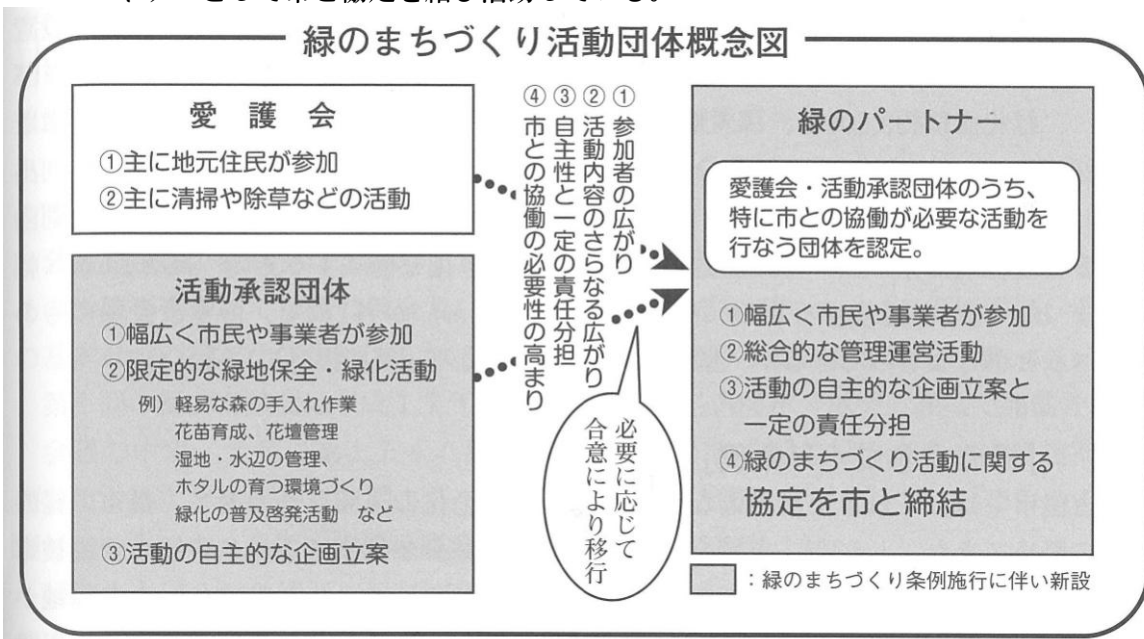 緑のまちづくり活動団体概念図
愛護会
①主に地元住民が参加
②主に清掃や除草などの活動
活動承認団体
①幅広く市民や事業者が参加
②限定的な緑地保全・緑化活動
例）軽易な森の手入れ作業
花苗育成、花壇管理
湿地・水辺の管理、
ホタルの育つ環境づくり
緑化の普及啓発活動　など
③活動の自主的な企画立案
①参加者の広がり
②活動内容のさらなる広がり
③自主性と一定の責任分担
④市との協働の必要性の高まり
必要に応じて
合意により移行
緑のパートナー
愛護会・活動承認団体のうち、
特に市との協働が必要な活動を
行なう団体を認定。
①幅広く市民や事業者が参加
②総合的な管理運営活動
③活動の自主的な企画立案と
一定の責任分担
④緑のまちづくり活動に関する
協定を市と締結
：緑のまちづくり条例施行に伴い新設